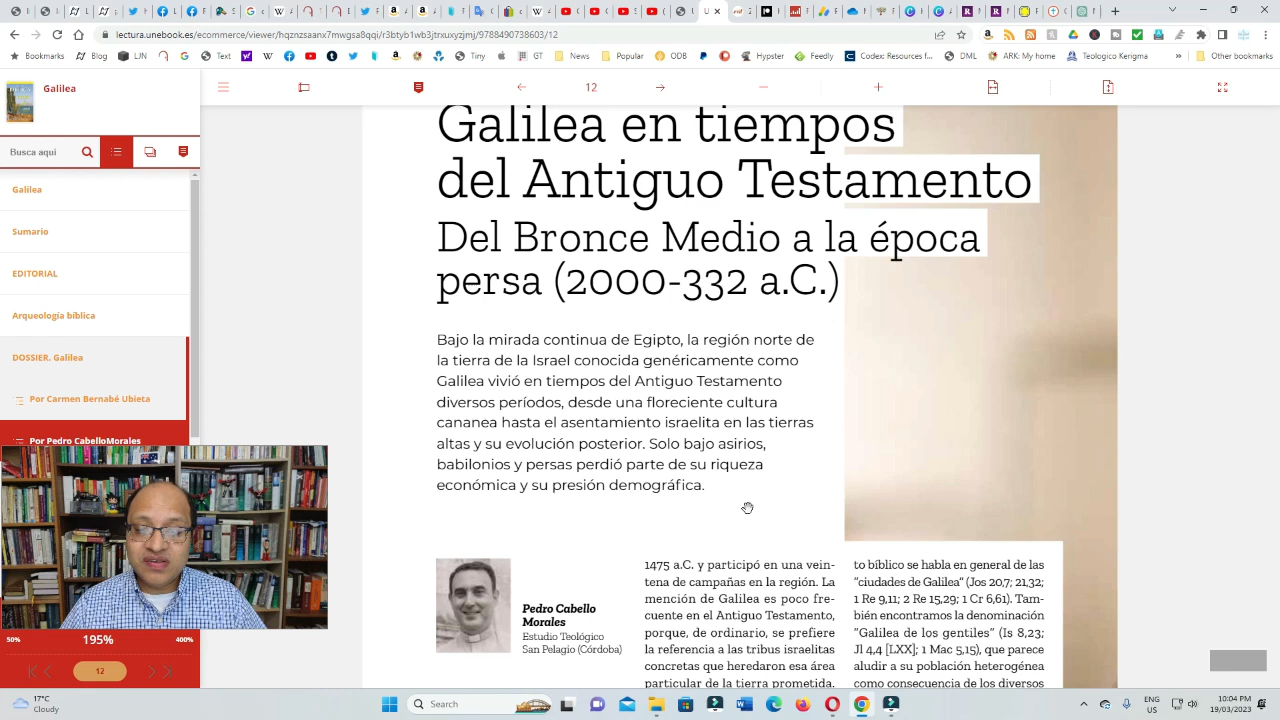 lectura.unebook.es/ecommerce/viewer/hqznzsaanx7mwgsa8qqi/r3btyb1wb3jtrxuxyzjmj/9788490738603/12
YouTube
Library
LBS
G
Blogs
GT
News
Popular
ODB
Feedly
Codex Neofytou: F...
DML
ARK: My home
Tecarta Bible
»
Other bookmarks
Galilea
12
Busca aquí
Galilea
Sumario
EDITORIAL
Arqueología bíblica
DOSSIER. Galilea
Por Carmen Bernabé Ubieta
Por Pedro CabelloMorales
50%
195%
400%
12
Galilea en tiempos
del Antiguo Testamento
Del Bronce Medio a la época
persa (2000-332 a.C.)
Bajo la mirada continua de Egipto, la región norte de
la tierra de la Israel conocida genéricamente como
Galilea vivió en tiempos del Antiguo Testamento
diversos períodos, desde una floreciente cultura
cananea hasta el asentamiento israelita en las tierras
altas y su evolución posterior. Solo bajo asirios,
babilonios y persas perdió parte de su riqueza
económica y su presión demográfica.
Pedro Cabello
Morales
Estudio Teológico
San Pelagio (Córdoba)
1475 a.C. y participó en una vein-
tena de campañas en la región. La
mención de Galilea es poco fre-
cuente en el Antiguo Testamento,
porque, de ordinario, se prefiere
la referencia a las tribus israelitas
concretas que heredaron esa área
particular de la tierra prometida.
to bíblico se habla en general de las
"ciudades de Galilea" (Jos 20,7; 21,32;
1 Re 9,11; 2 Re 15,29; 1 Cr 6,61). Tam-
bién encontramos la denominación
"Galilea de los gentiles" (Is 8,23;
Jl 4,4 [LXX]; 1 Mac 5,15), que parece
aludir a su población heterogénea
como consecuencia de los diversos
17°C
Cloudy
Search
ENG
US
10:04 PM
19/03/2023